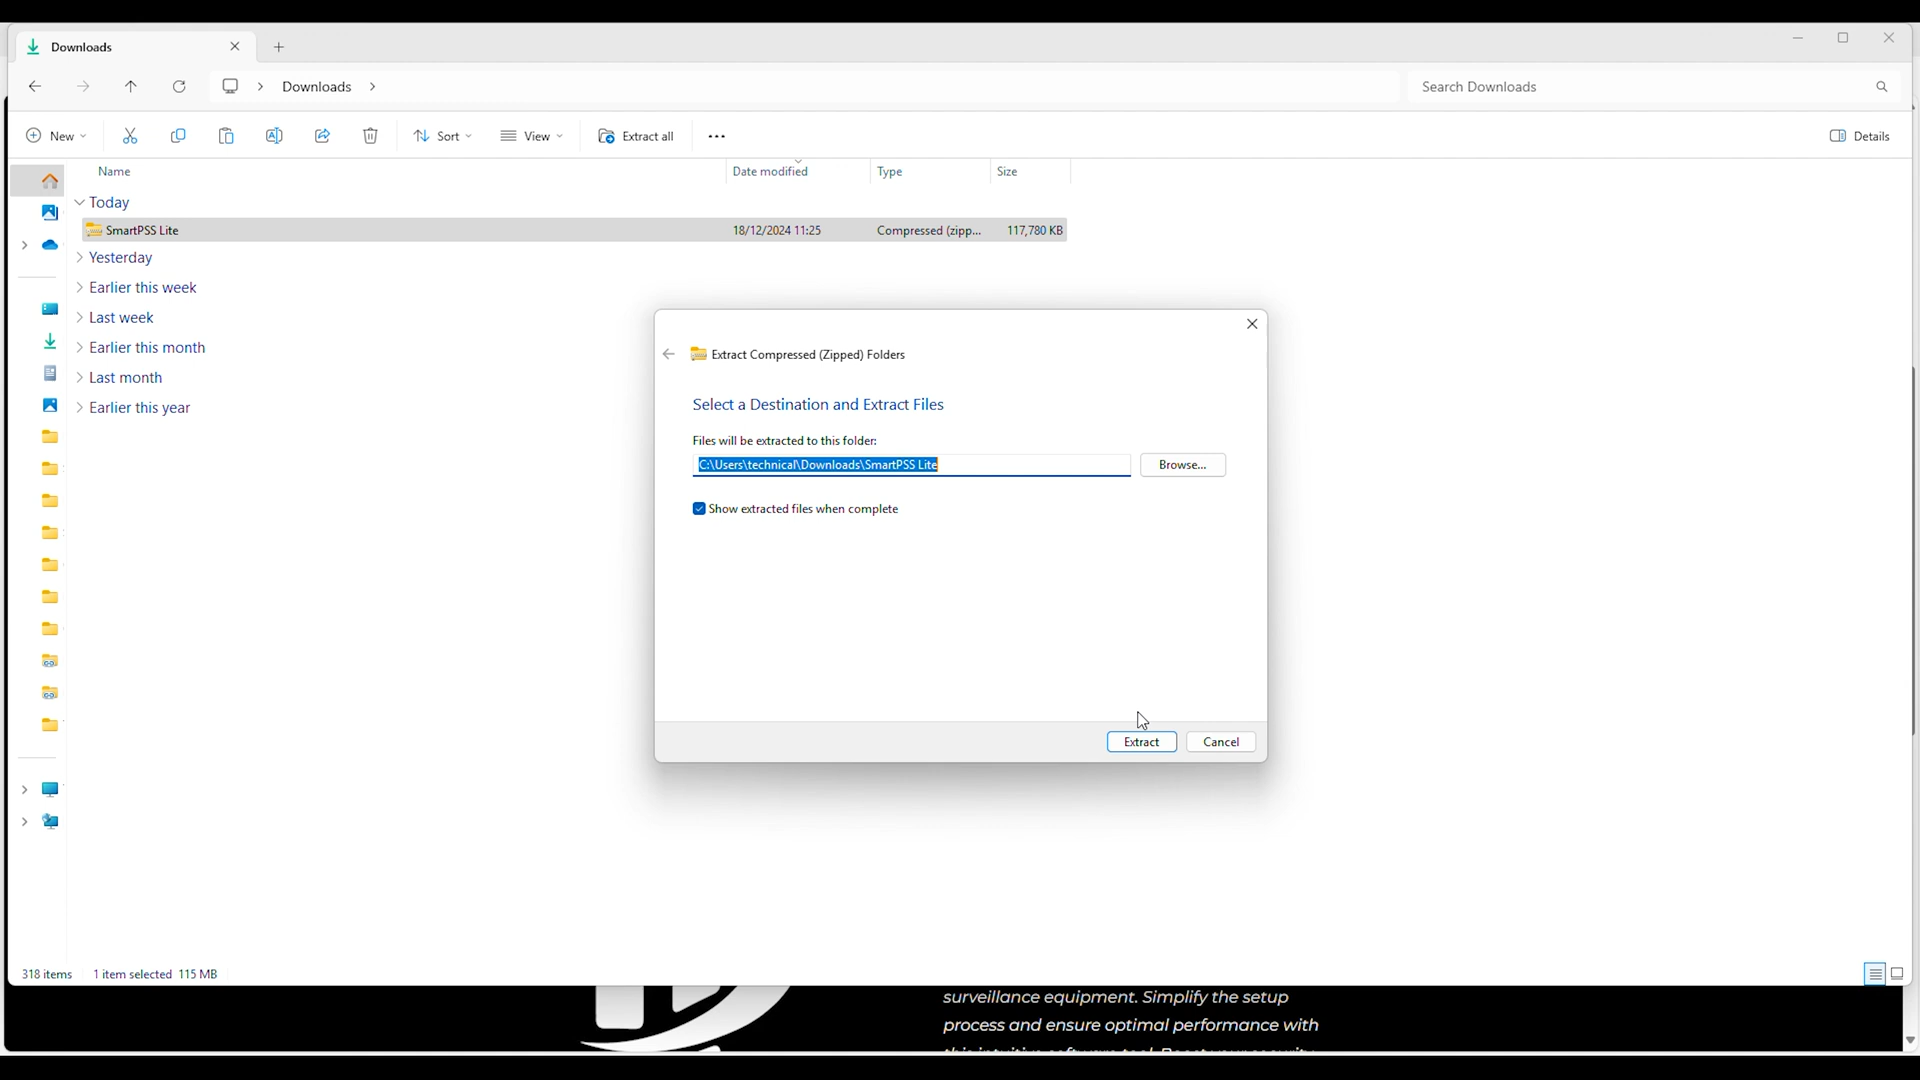 Downloads
Downloads
Search Downloads
New
Sort
View
Extract all
Details
Name Date modified Type Size
Today
SmartPSS Lite 18/12/2024 11:25 Compressed (zipp... 117,780 KB
Yesterday
Earlier this week
Last week
Earlier this month
Last month
Earlier this year
Extract Compressed (Zipped) Folders
Select a Destination and Extract Files
Files will be extracted to this folder:
C:\Users\technical\Downloads\SmartPSS Lite
Browse...
Show extracted files when complete
Extract Cancel
318 items 1 item selected 115 MB
surveillance equipment. Simplify the setup
process and ensure optimal performance with